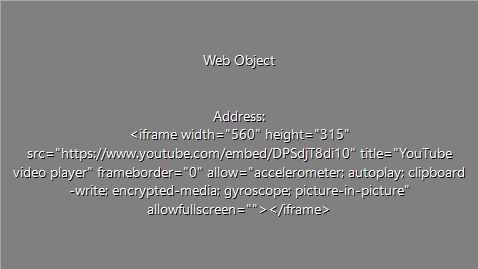 Web Object
Address:
<iframe width="560" height="315"
src="https://www.youtube.com/embed/DPSdjT8di10" title="YouTube
video player" frameborder="0" allow="accelerometer; autoplay; clipboard
-write; encrypted-media; gyroscope; picture-in-picture"
allowfullscreen=""></iframe>